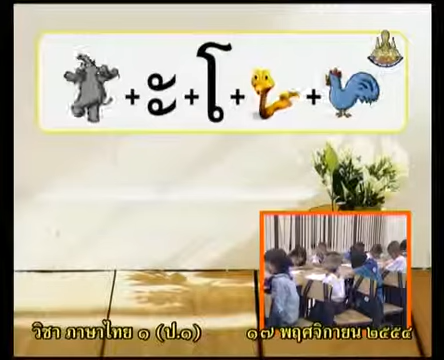 + ะ + โ + +
วิชา ภาษาไทย ๑ (ป.๑) ๑๗ พฤศจิกายน ๒๕๕๔